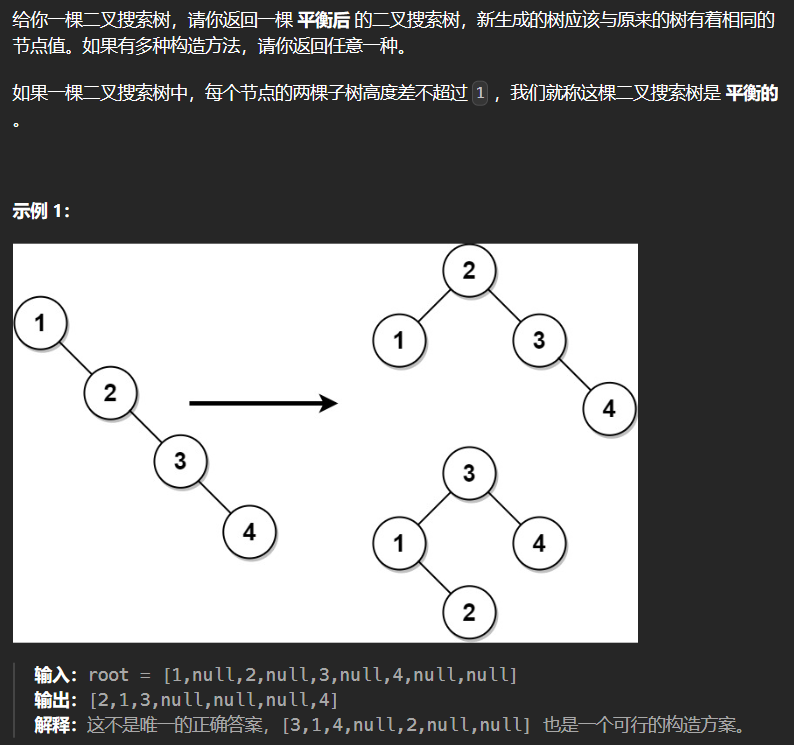 给你一棵二叉搜索树，请你返回一棵 平衡后 的二叉搜索树，新生成的树应该与原来的树有着相同的
节点值。如果有多种构造方法，请你返回任意一种。
如果一棵二叉搜索树中，每个节点的两棵子树高度差不超过 1 ，我们就称这棵二叉搜索树是 平衡的
。
示例 1：
1
2
3
4
2
1
3
4
3
1
4
2
输入：root = [1,null,2,null,3,null,4,null,null]
输出：[2,1,3,null,null,null,4]
解释：这不是唯一的正确答案，[3,1,4,null,2,null,null] 也是一个可行的构造方案。